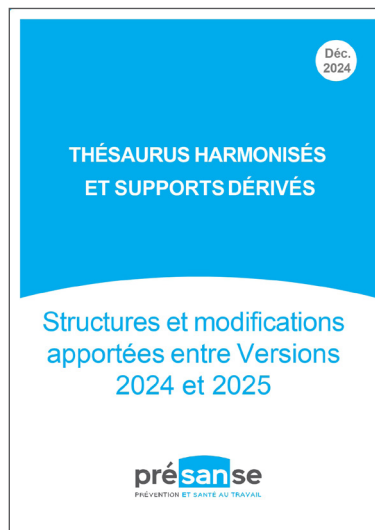 Déc.
2024
THÉSAURUS HARMONISÉS
ET SUPPORTS DÉRIVÉS
Structures et modifications
apportées entre Versions
2024 et 2025
présanse
PRÉVENTION ET SANTÉ AU TRAVAIL